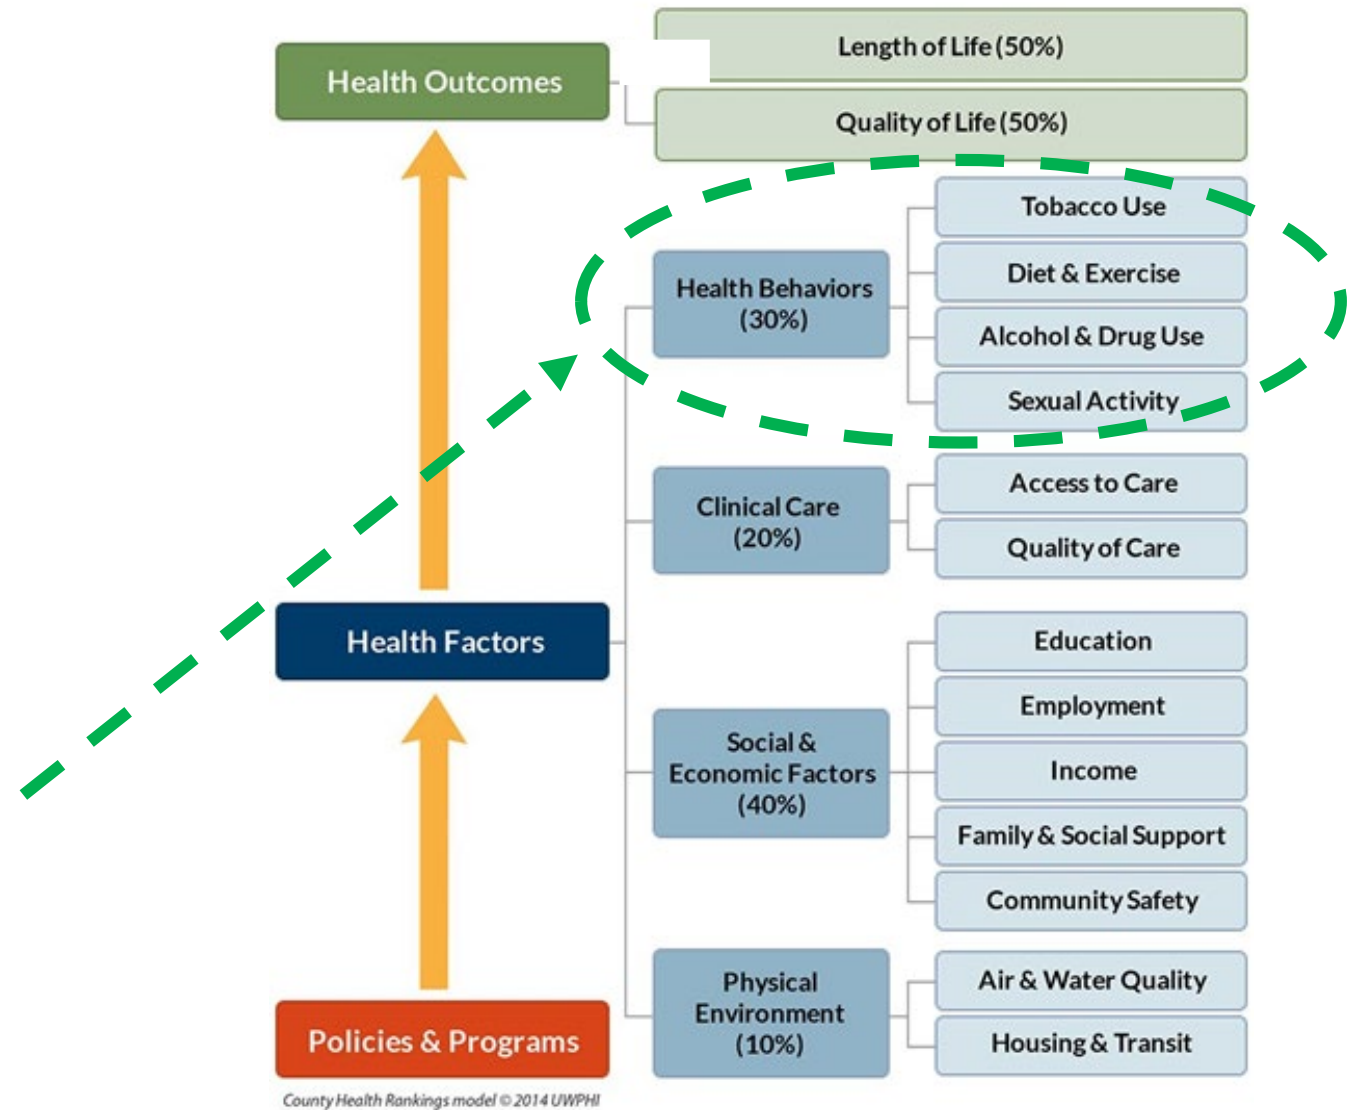 Health Outcomes
Length of Life (50%)
Quality of Life (50%)
Health Behaviors
(30%)
Tobacco Use
Diet & Exercise
Alcohol & Drug Use
Sexual Activity
Clinical Care
(20%)
Access to Care
Quality of Care
Health Factors
Social &
Economic Factors
(40%)
Education
Employment
Income
Family & Social Support
Community Safety
Physical
Environment
(10%)
Air & Water Quality
Housing & Transit
Policies & Programs
County Health Rankings model © 2014 UWPHI